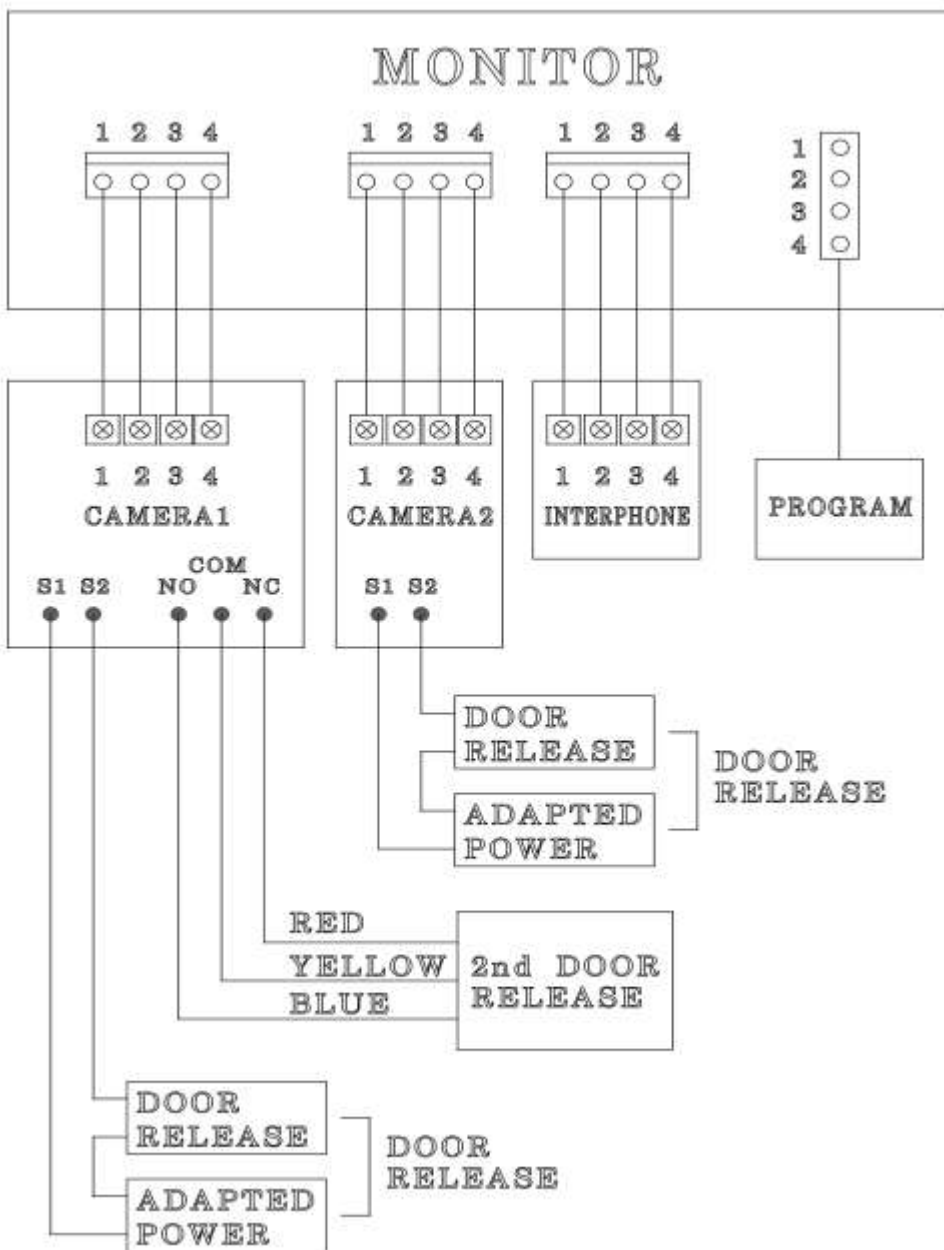 MONITOR
1 2 3 4
1 2 3 4
1 2 3 4
1
2
3
4
1 2 3 4
CAMERA1
1 2 3 4
CAMERA2
1 2 3 4
INTERPHONE
PROGRAM
COM
S1 S2 NO NC
S1 S2
DOOR
RELEASE
ADAPTED
POWER
DOOR
RELEASE
RED
YELLOW
BLUE
2nd DOOR
RELEASE
DOOR
RELEASE
ADAPTED
POWER
DOOR
RELEASE